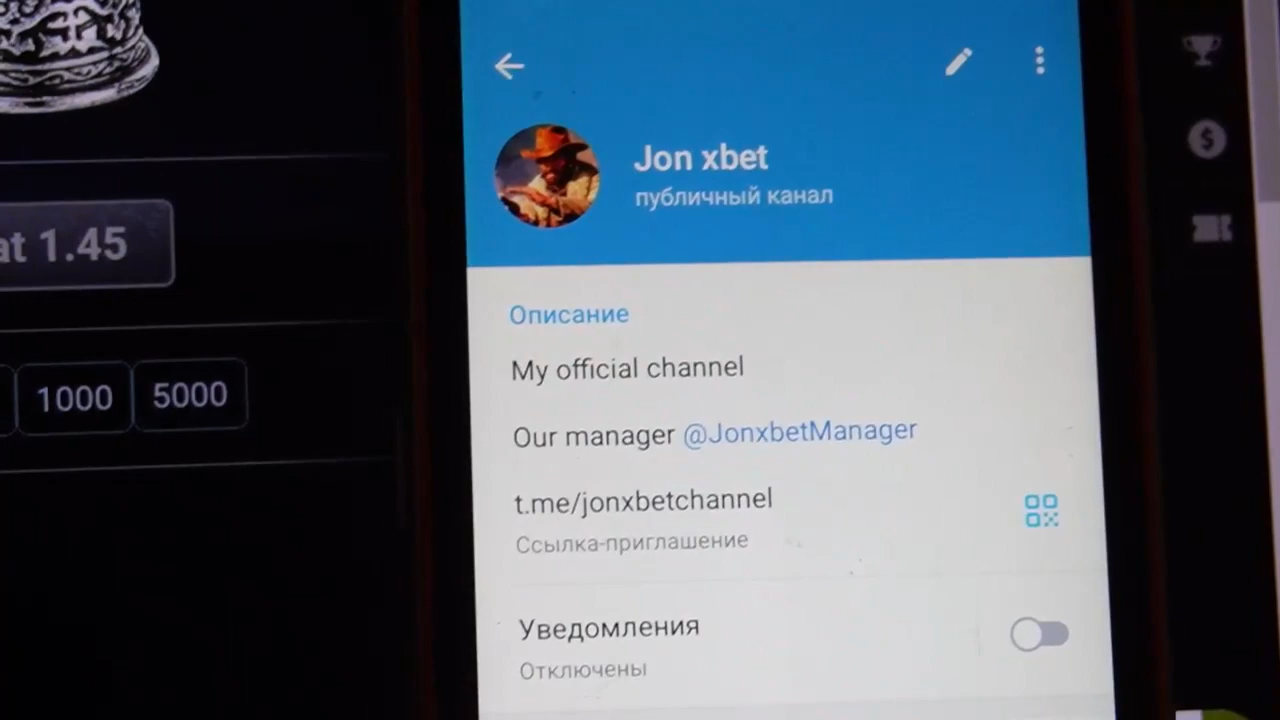 at 1.45
1000
5000
Jon xbet
публичный канал
Описание
My official channel
Our manager @JonxbetManager
t.me/jonxbetchannel
Ссылка-приглашение
Уведомления
Отключены